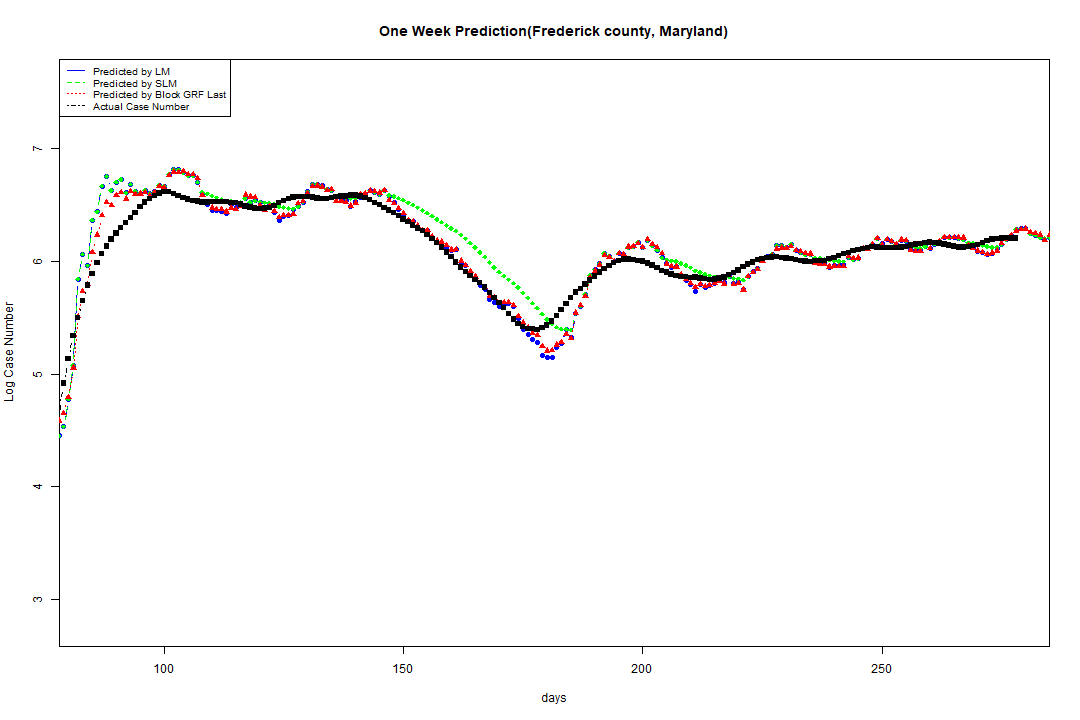 One Week Prediction(Frederick county, Maryland)
Predicted by LM
Predicted by SLM
Predicted by Block GRF Last
Actual Case Number
7
6
5
4
3
Log Case Number
100 150 200 250
days